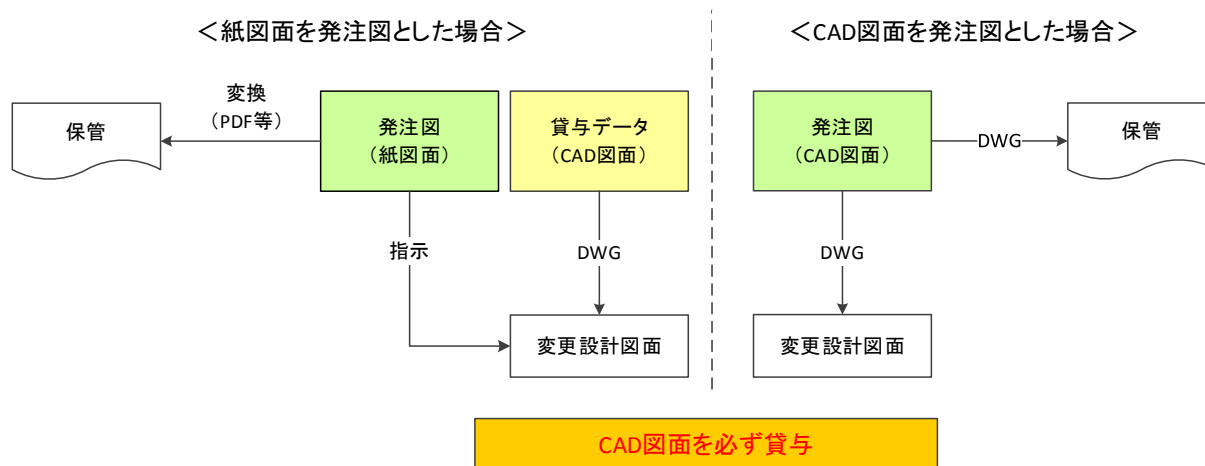 ＜紙図面を発注図とした場合＞
＜CAD図面を発注図とした場合＞
保管
変換
（PDF等）
発注図
（紙図面）
貸与データ
（CAD図面）
発注図
（CAD図面）
DWG
保管
指示
DWG
DWG
変更設計図面
変更設計図面
CAD図面を必ず貸与